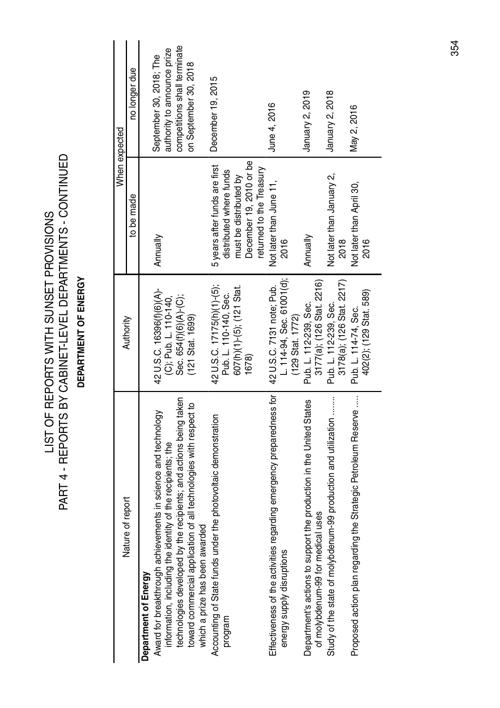 LIST OF REPORTS WITH SUNSET PROVISIONS
PART 4 - REPORTS BY CABINET-LEVEL DEPARTMENTS - CONTINUED
DEPARTMENT OF ENERGY
When expected
Nature of report Authority to be made no longer due
Department of Energy
Award for breakthrough achievements in science and technology
information, including the identity of the recipients; the
technologies developed by the recipients; and actions being taken
toward commercial application of all technologies with respect to
which a prize has been awarded
42 U.S.C. 16396(f)(6)(A)-
(C); Pub. L. 110-140,
Sec. 654(f)(6)(A)-(C);
(121 Stat. 1699)
Annually
September 30, 2018; The
authority to announce prize
competitions shall terminate
on September 30, 2018
Accounting of State funds under the photovoltaic demonstration
program
42 U.S.C. 17175(h)(1)-(5);
Pub. L. 110-140, Sec.
607(h)(1)-(5); (121 Stat.
1678)
5 years after funds are first
distributed where funds
must be distributed by
December 19, 2010 or be
returned to the Treasury
December 19, 2015
Effectiveness of the activities regarding emergency preparedness for
energy supply disruptions
42 U.S.C. 7131 note; Pub.
L. 114-94, Sec. 61001(d);
(129 Stat. 1772)
Not later than June 11,
2016
June 4, 2016
Department's actions to support the production in the United States
of molybdenum-99 for medical uses
Pub. L. 112-239, Sec.
3177(a); (126 Stat. 2216)
Annually
January 2, 2019
Study of the state of molybdenum-99 production and utilization .........
Pub. L. 112-239, Sec.
3178(a); (126 Stat. 2217)
Not later than January 2,
2018
January 2, 2018
Proposed action plan regarding the Strategic Petroleum Reserve .....
Pub. L. 114-74, Sec.
402(2); (129 Stat. 589)
Not later than April 30,
2016
May 2, 2016
354